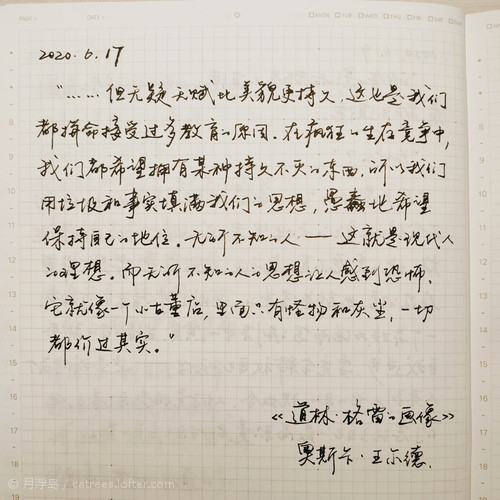 2020.6.17
“……但无疑天赋比美貌更持久，这也是我们
都拼命接受过多教育的原因。在疯狂的生存竞争中，
我们都希望拥有某种持久不灭的东西，所以我们
用垃圾和事实填满我们的思想，愚蠢地希望
保持自己的地位。无所不知的人——这就是现代人
的理想。而无所不知的人的思想让人感到恐怖，
它就像一个小古董店，里面只有怪物和灰尘，一切
都价过其实。”
《道林·格雷的画像》
奥斯卡·王尔德.
© 月浮岛 / catrees.lofter.com